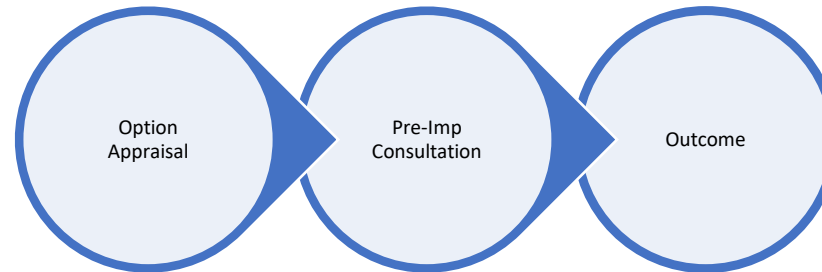 Option
Appraisal
Pre-Imp
Consultation
Outcome